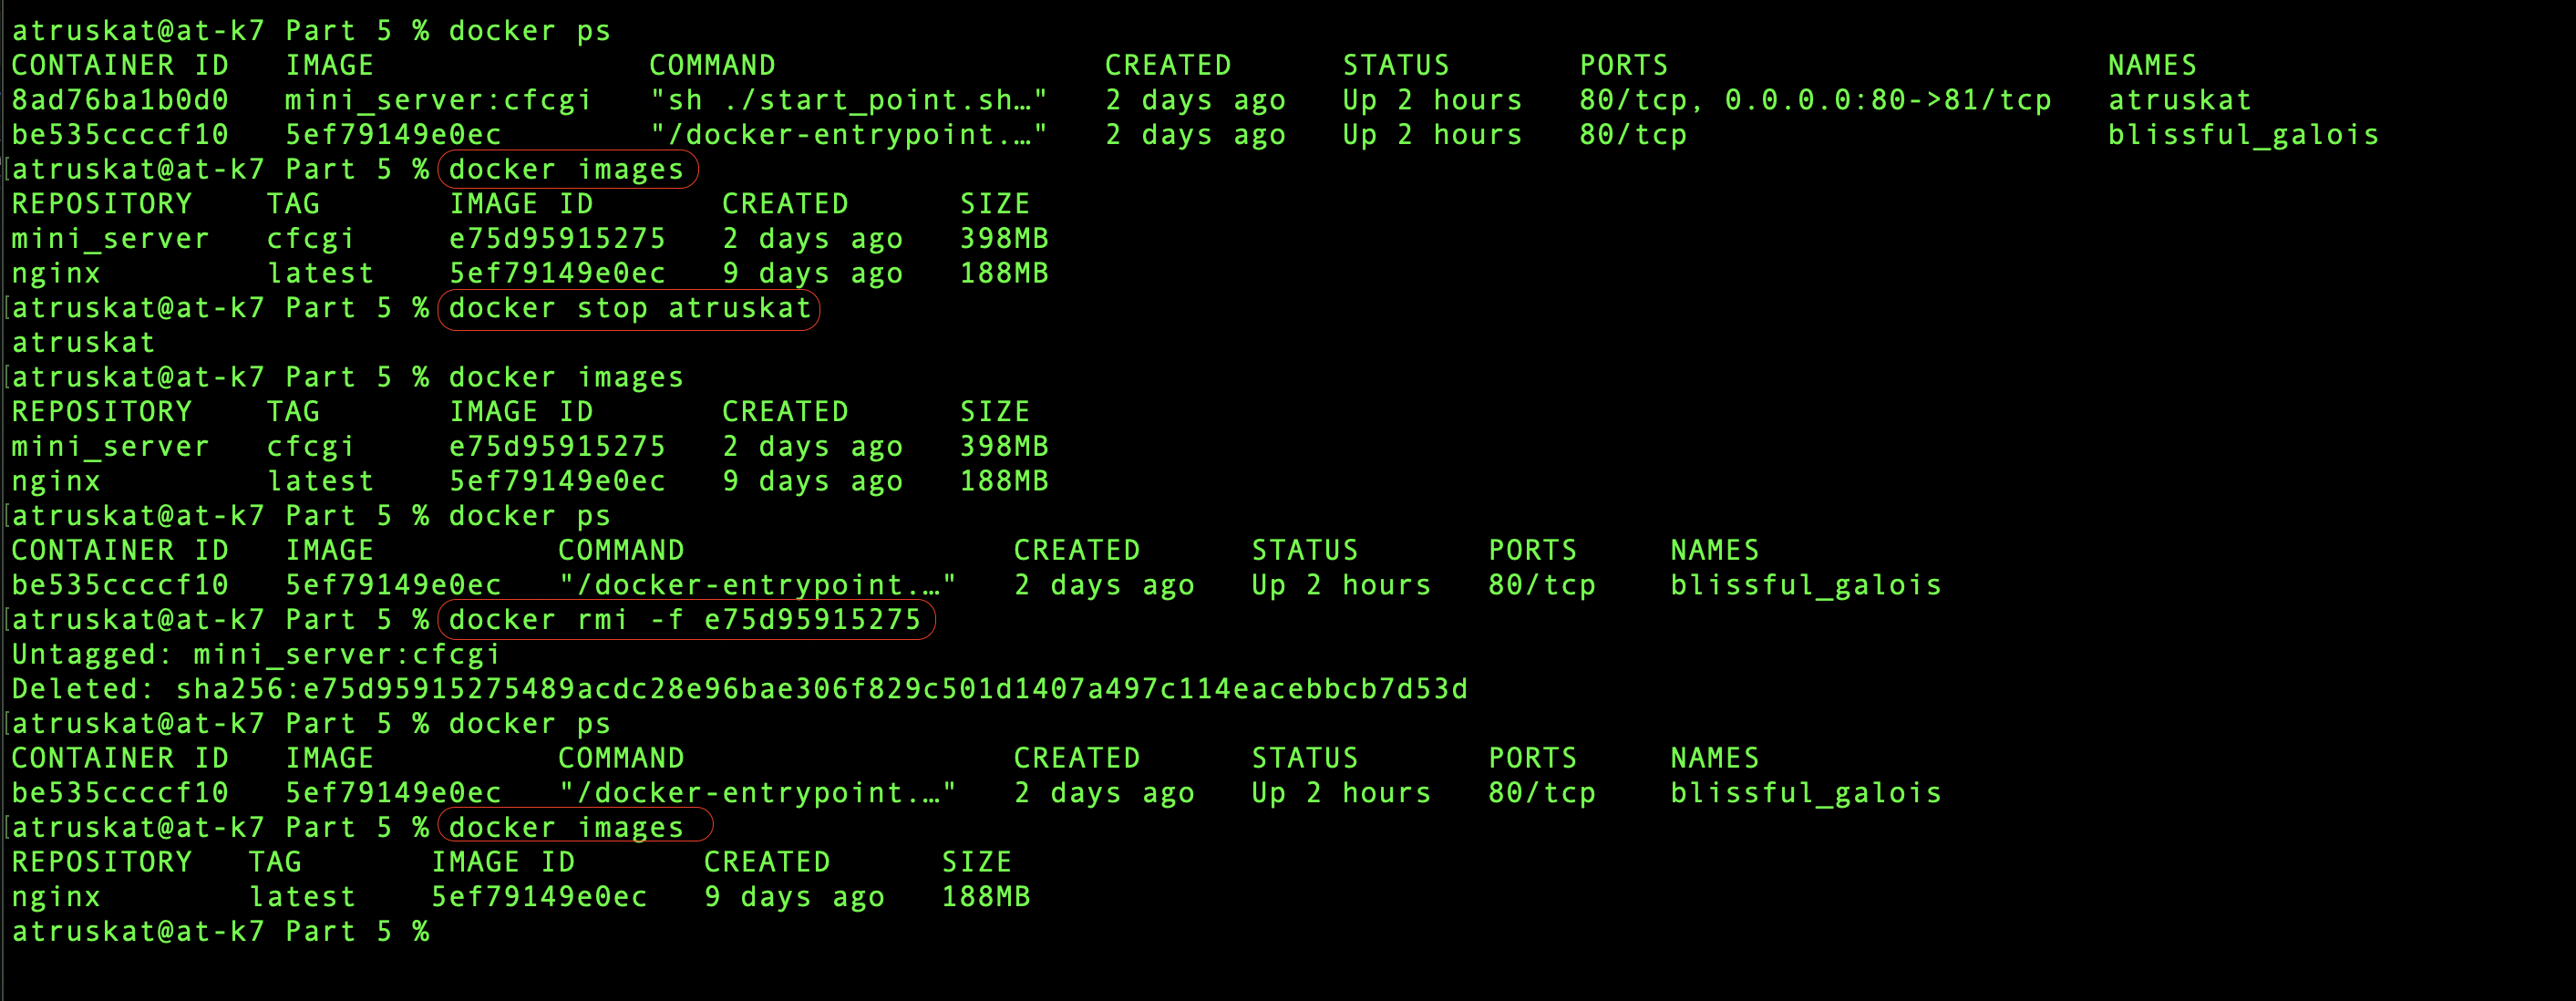 atruskat@at-k7 Part 5 % docker ps
CONTAINER ID   IMAGE               COMMAND                  CREATED      STATUS       PORTS                        NAMES
8ad76ba1b0d0   mini_server:cfcgi   "sh ./start_point.sh…"   2 days ago   Up 2 hours   80/tcp, 0.0.0.0:80->81/tcp   atruskat
be535ccccf10   5ef79149e0ec        "/docker-entrypoint.…"   2 days ago   Up 2 hours   80/tcp                       blissful_galois
[atruskat@at-k7 Part 5 % docker images
REPOSITORY    TAG       IMAGE ID       CREATED      SIZE
mini_server   cfcgi     e75d95915275   2 days ago   398MB
nginx         latest    5ef79149e0ec   9 days ago   188MB
[atruskat@at-k7 Part 5 % docker stop atruskat
atruskat
[atruskat@at-k7 Part 5 % docker images
REPOSITORY    TAG       IMAGE ID       CREATED      SIZE
mini_server   cfcgi     e75d95915275   2 days ago   398MB
nginx         latest    5ef79149e0ec   9 days ago   188MB
[atruskat@at-k7 Part 5 % docker ps
CONTAINER ID   IMAGE          COMMAND                  CREATED      STATUS       PORTS     NAMES
be535ccccf10   5ef79149e0ec   "/docker-entrypoint.…"   2 days ago   Up 2 hours   80/tcp    blissful_galois
[atruskat@at-k7 Part 5 % docker rmi -f e75d95915275
Untagged: mini_server:cfcgi
Deleted: sha256:e75d95915275489acdc28e96bae306f829c501d1407a497c114eacebbcb7d53d
[atruskat@at-k7 Part 5 % docker ps
CONTAINER ID   IMAGE          COMMAND                  CREATED      STATUS       PORTS     NAMES
be535ccccf10   5ef79149e0ec   "/docker-entrypoint.…"   2 days ago   Up 2 hours   80/tcp    blissful_galois
[atruskat@at-k7 Part 5 % docker images
REPOSITORY   TAG       IMAGE ID       CREATED      SIZE
nginx        latest    5ef79149e0ec   9 days ago   188MB
atruskat@at-k7 Part 5 %